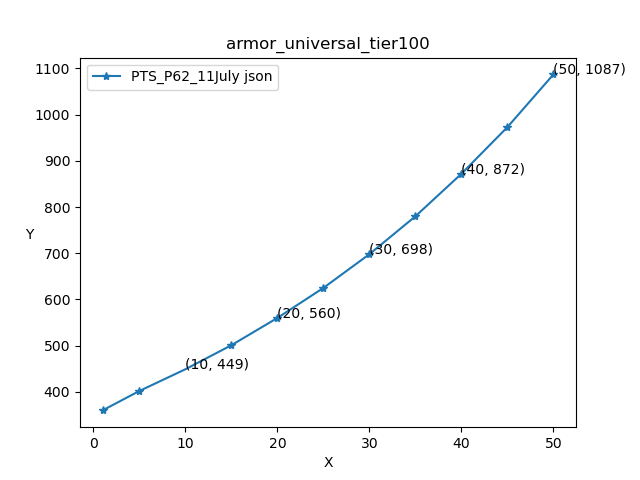 armor_universal_tier100
PTS_P62_11July json
1100
1000
900
800
700
600
500
400
Y
(50, 1087)
(40, 872)
(30, 698)
(20, 560)
(10, 449)
0 10 20 30 40 50
X